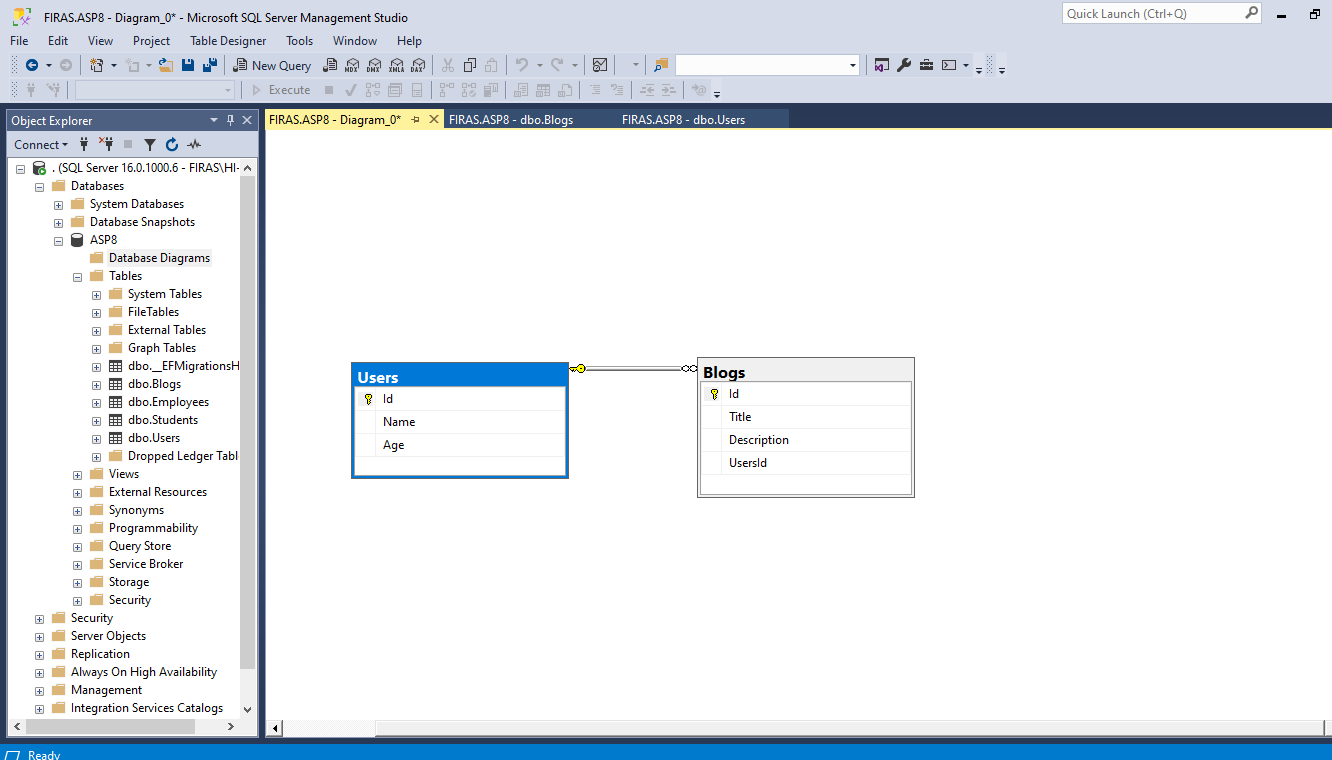 FIRAS.ASP8 - Diagram_0* - Microsoft SQL Server Management Studio
Quick Launch (Ctrl+Q)
File Edit View Project Table Designer Tools Window Help
New Query
MDX DMX XMLA DAX
Execute
Object Explorer
FIRAS.ASP8 - Diagram_0*
FIRAS.ASP8 - dbo.Blogs
FIRAS.ASP8 - dbo.Users
Connect
. (SQL Server 16.0.1000.6 - FIRAS\HI-
Databases
System Databases
Database Snapshots
ASP8
Database Diagrams
Tables
System Tables
FileTables
External Tables
Graph Tables
dbo.__EFMigrationsH
dbo.Blogs
dbo.Employees
dbo.Students
dbo.Users
Dropped Ledger Tabl
Views
External Resources
Synonyms
Programmability
Query Store
Service Broker
Storage
Security
Security
Server Objects
Replication
Always On High Availability
Management
Integration Services Catalogs
Users
Id
Name
Age
Blogs
Id
Title
Description
UsersId
Ready